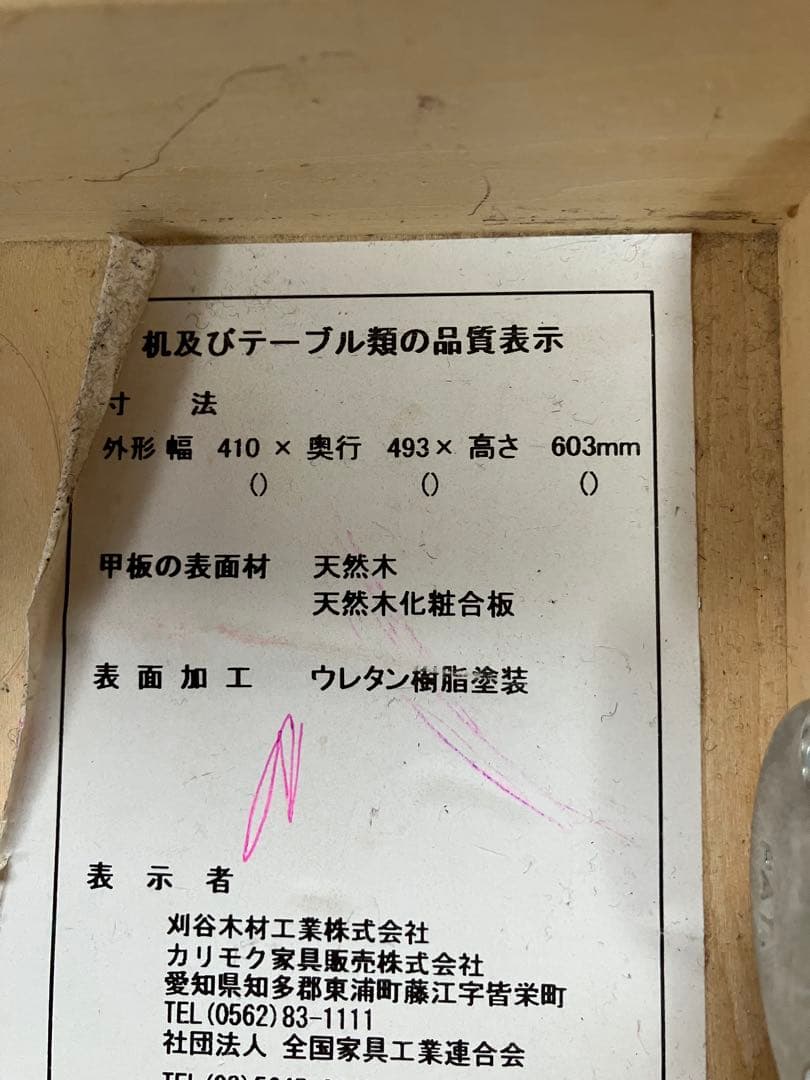 机及びテーブル類の品質表示
寸 法
外形 幅 410 × 奥行 493× 高さ 603mm
() () ()
甲板の表面材 天然木
天然木化粧合板
表面加工 ウレタン樹脂塗装
表示者
刈谷木材工業株式会社
カリモク家具販売株式会社
愛知県知多郡東浦町藤江字皆栄町
TEL(0562)83-1111
社団法人 全国家具工業連合会